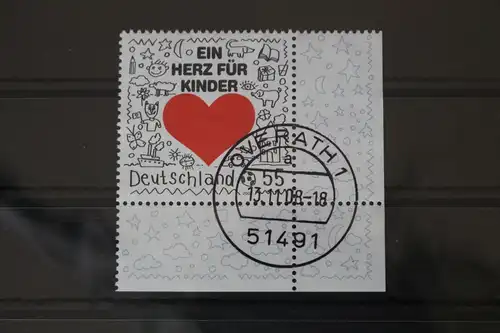 EIN
HERZ FÜR
KINDER
Deutschland 55
OVERATH 1
a
13.11.08-18
51491